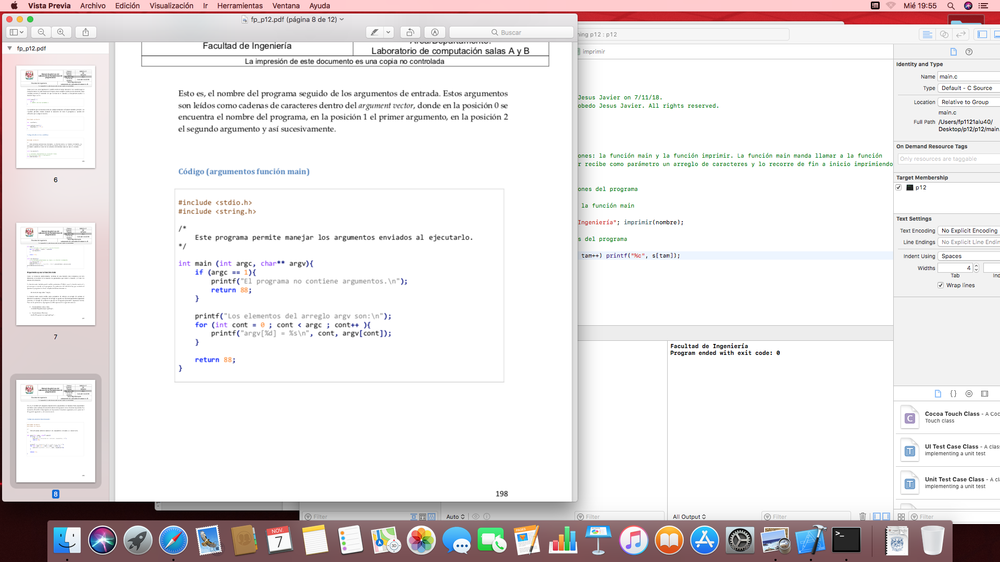 Vista Previa Archivo Edición Visualización Ir Herramientas Ventana Ayuda
Mié 19:55
fp_p12.pdf (página 8 de 12)
Buscar
fp_p12.pdf
6
7
8
Facultad de Ingeniería
Área/Departamento:
Laboratorio de computación salas A y B
La impresión de este documento es una copia no controlada
Esto es, el nombre del programa seguido de los argumentos de entrada. Estos argumentos
son leídos como cadenas de caracteres dentro del argument vector, donde en la posición 0 se
encuentra el nombre del programa, en la posición 1 el primer argumento, en la posición 2
el segundo argumento y así sucesivamente.
Código (argumentos función main)
#include <stdio.h>
#include <string.h>
/*
Este programa permite manejar los argumentos enviados al ejecutarlo.
*/
int main (int argc, char** argv){
if (argc == 1){
printf("El programa no contiene argumentos.\n");
return 88;
}
printf("Los elementos del arreglo argv son:\n");
for (int cont = 0 ; cont < argc ; cont++ ){
printf("argv[%d] = %s\n", cont, argv[cont]);
}
return 88;
}
198
ning p12 : p12
imprimir
Jesus Javier on 7/11/18.
obedo Jesus Javier. All rights reserved.
ones: la función main y la función imprimir. La función main manda llamar a la función
r recibe como parámetro un arreglo de caracteres y lo recorre de fin a inicio imprimiendo
ones del programa
la función main
Ingeniería"; imprimir(nombre);
s del programa
tam++) printf("%c", s[tam]);
Facultad de Ingeniería
Program ended with exit code: 0
Filter
Auto
Filter
All Output
Filter
Filter
Identity and Type
Name main.c
Type Default - C Source
Location Relative to Group
main.c
Full Path /Users/fp1121alu40/
Desktop/p12/p12/main.
On Demand Resource Tags
Only resources are taggable
Target Membership
p12
Text Settings
Text Encoding No Explicit Encoding
Line Endings No Explicit Line Endin
Indent Using Spaces
Widths 4
Tab Ind
Wrap lines
Cocoa Touch Class - A Coc
Touch class
UI Test Case Class - A class
implementing a unit test
Unit Test Case Class - A cl
implementing a unit test
NOV.
7
PAGES
3D
>_